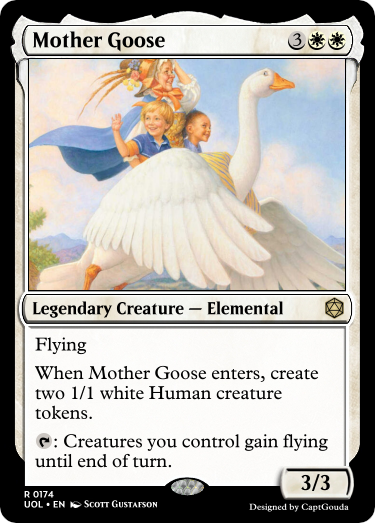 Mother Goose 3
Legendary Creature — Elemental
Flying
When Mother Goose enters, create
two 1/1 white Human creature
tokens.
: Creatures you control gain flying
until end of turn.
3/3
R 0174
UOL • EN Scott Gustafson
Designed by CaptGouda